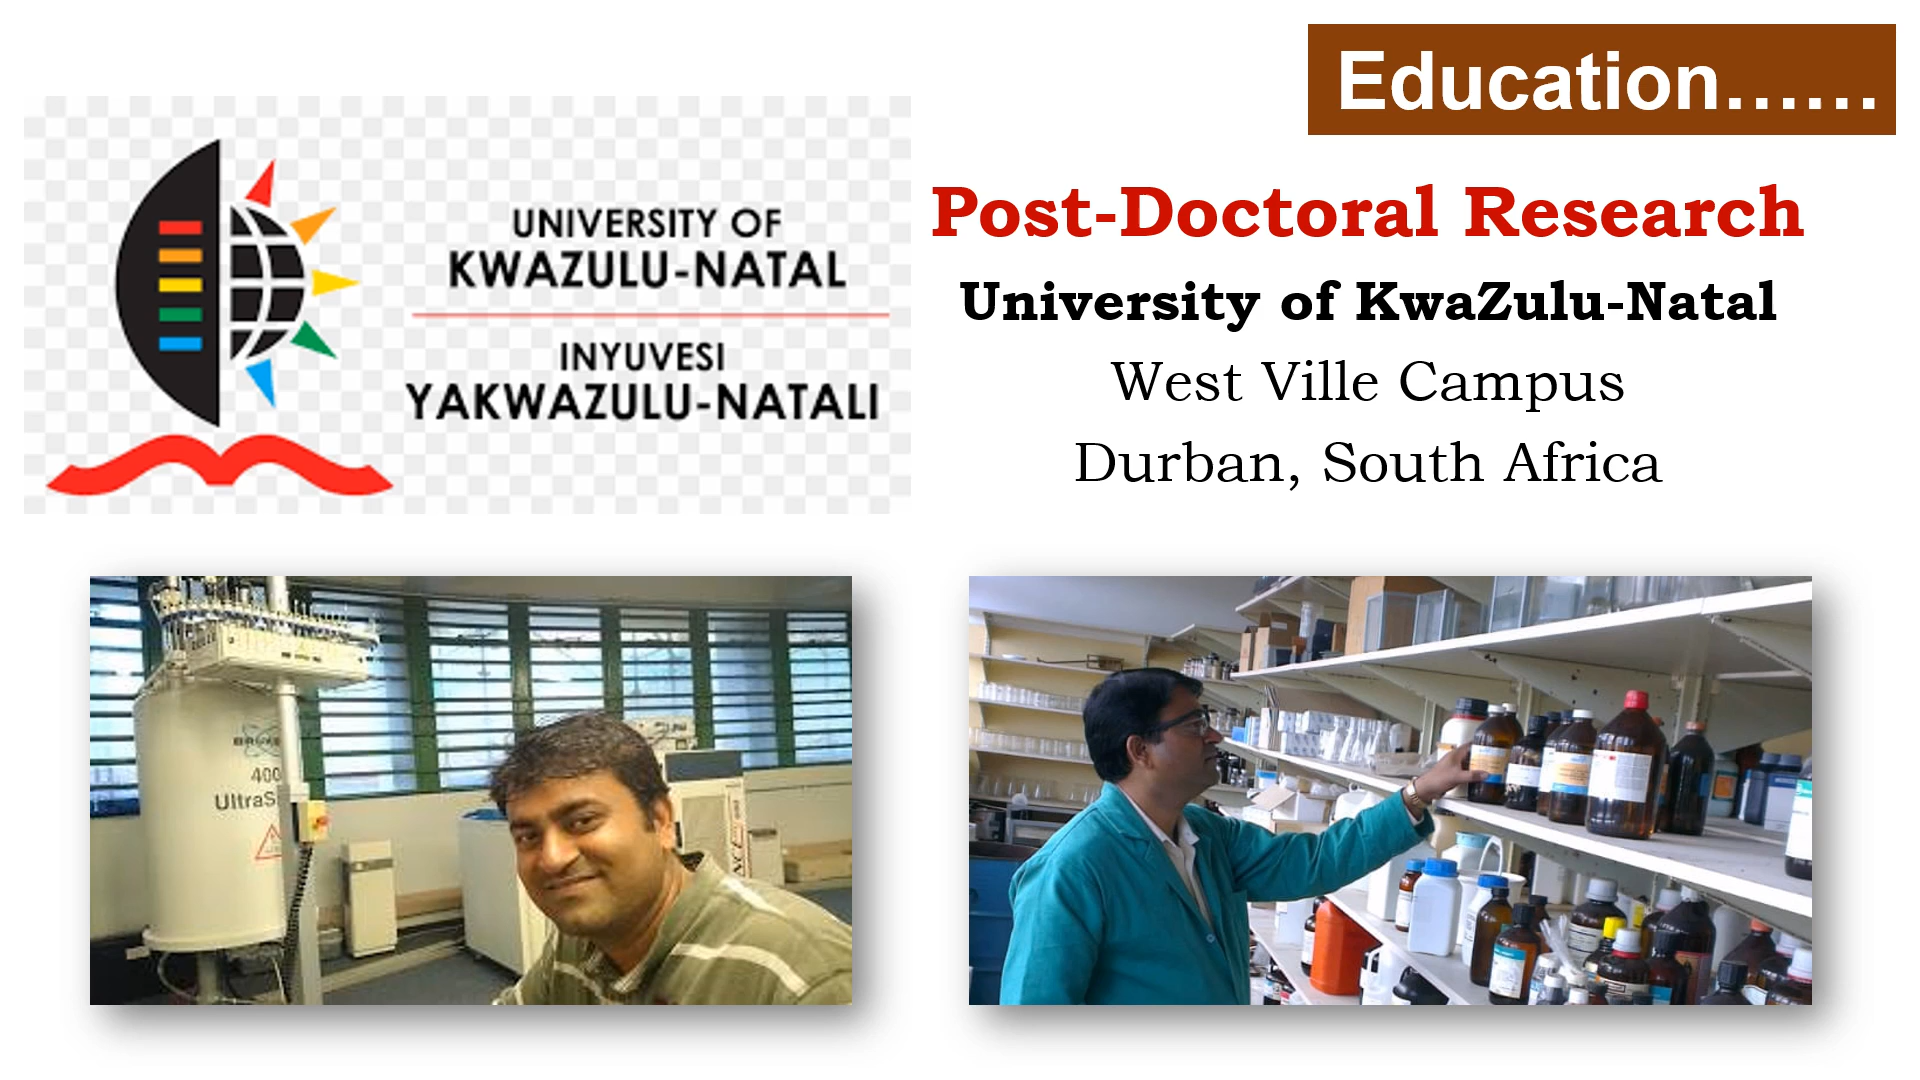 Education......
UNIVERSITY OF
KWAZULU-NATAL
INYUVESI
YAKWAZULU-NATALI
Post-Doctoral Research
University of KwaZulu-Natal
West Ville Campus
Durban, South Africa
400